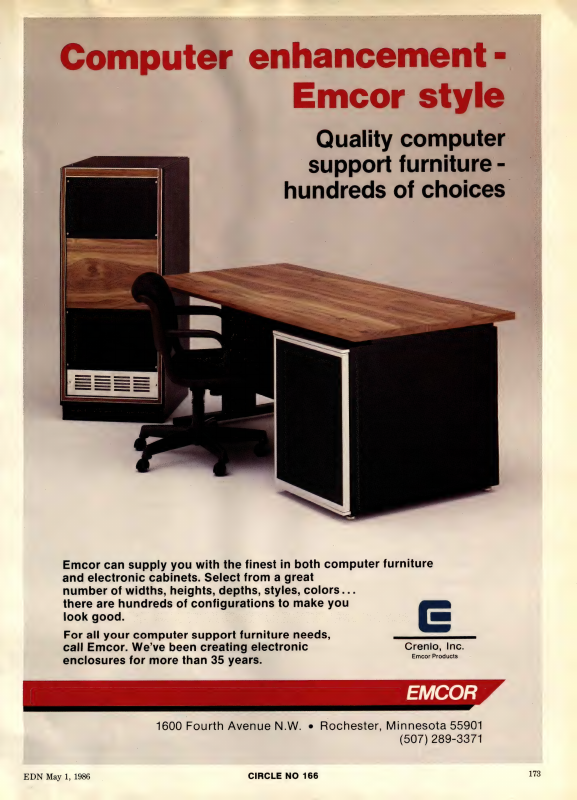 Computer enhancement -
Emcor style
Quality computer
support furniture -
hundreds of choices
Emcor can supply you with the finest in both computer furniture
and electronic cabinets. Select from a great
number of widths, heights, depths, styles, colors...
there are hundreds of configurations to make you
look good.
For all your computer support furniture needs,
call Emcor. We've been creating electronic
enclosures for more than 35 years.
Crenlo, Inc.
Emcor Products
EMCOR
1600 Fourth Avenue N.W. • Rochester, Minnesota 55901
(507) 289-3371
EDN May 1, 1986
CIRCLE NO 166
173